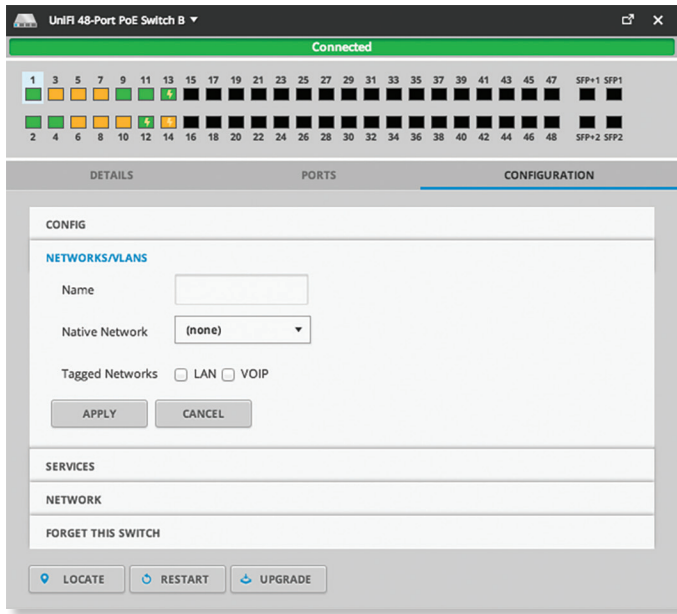 UniFi 48-Port PoE Switch B
Connected
1 3 5 7 9 11 13 15 17 19 21 23 25 27 29 31 33 35 37 39 41 43 45 47 SFP+1 SFP1
2 4 6 8 10 12 14 16 18 20 22 24 26 28 30 32 34 36 38 40 42 44 46 48 SFP+2 SFP2
DETAILS PORTS CONFIGURATION
CONFIG
NETWORKS/VLANS
Name
Native Network (none)
Tagged Networks LAN VOIP
APPLY CANCEL
SERVICES
NETWORK
FORGET THIS SWITCH
LOCATE RESTART UPGRADE